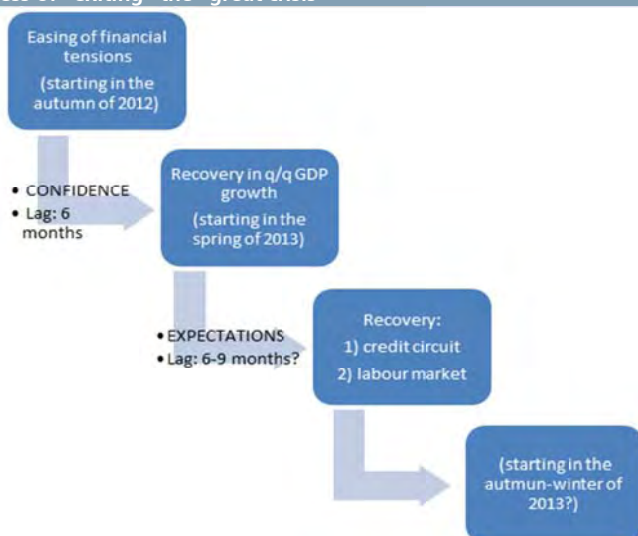 Easing of financial
tensions
(starting in the
autumn of 2012)
• CONFIDENCE
• Lag: 6
months
Recovery in q/q GDP
growth
(starting in the
spring of 2013)
• EXPECTATIONS
• Lag: 6-9 months?
Recovery:
1) credit circuit
2) labour market
(starting in the
autmun-winter of
2013?)